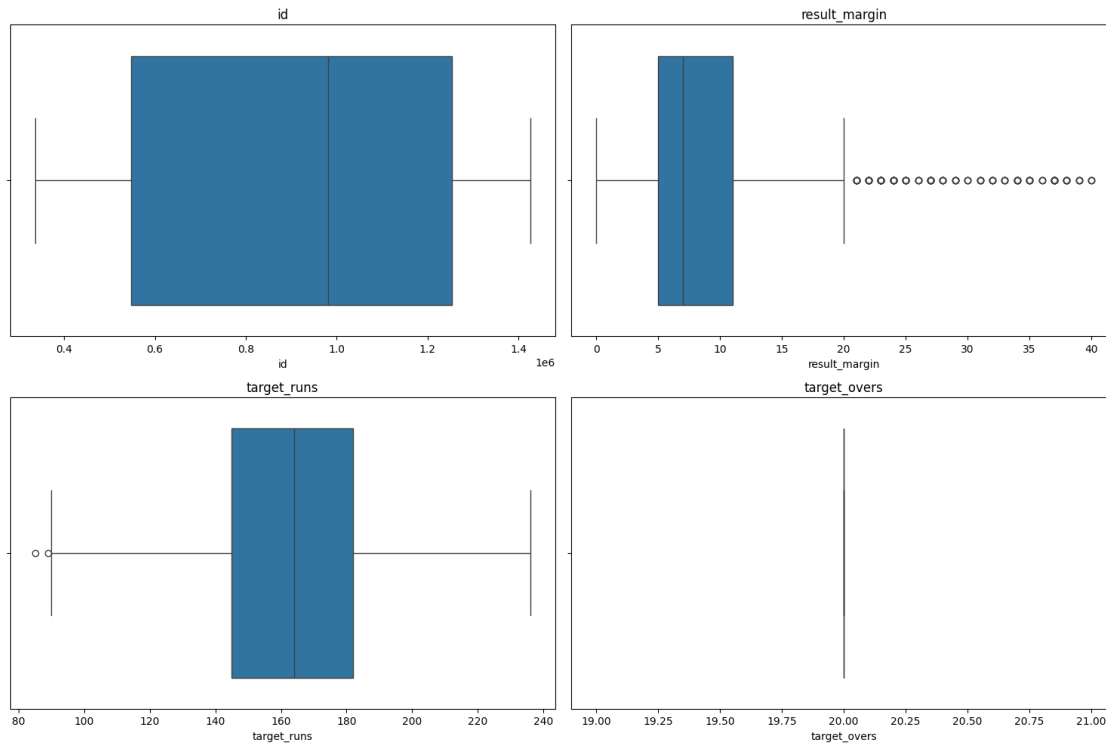 id
result_margin
0.4 0.6 0.8 1.0 1.2 1.4
1e6
id
0 5 10 15 20 25 30 35 40
result_margin
target_runs
target_overs
80 100 120 140 160 180 200 220 240
target_runs
19.00 19.25 19.50 19.75 20.00 20.25 20.50 20.75 21.00
target_overs